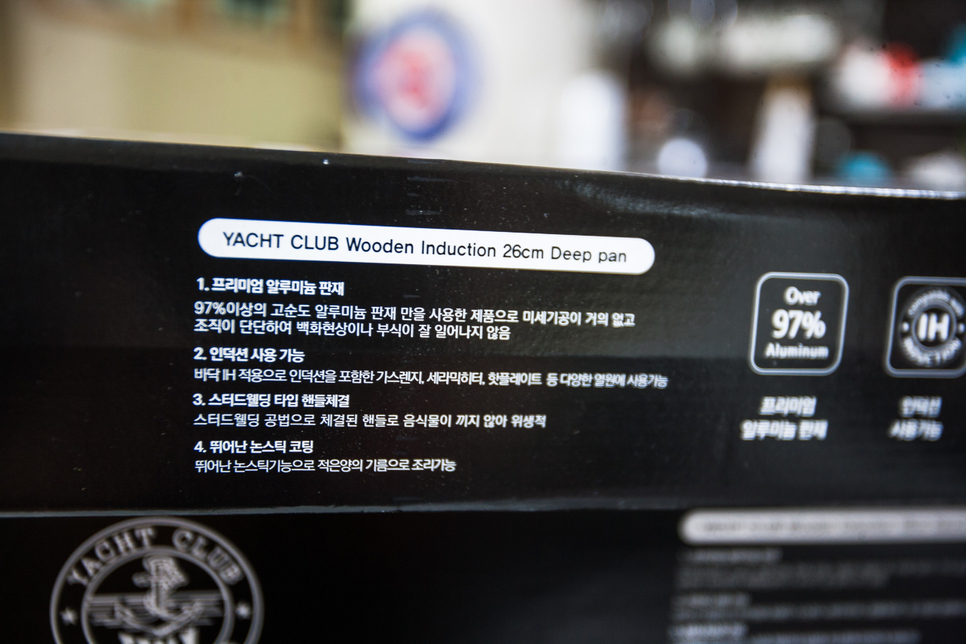 YACHT CLUB Wooden Induction 26cm Deep pan
1. 프리미엄 알루미늄 판재
97%이상의 고순도 알루미늄 판재 만을 사용한 제품으로 미세기공이 거의 없고
조직이 단단하여 백화현상이나 부식이 잘 일어나지 않음
2. 인덕션 사용 가능
바닥 IH 적용으로 인덕션을 포함한 가스렌지, 세라믹히터, 핫플레이트 등 다양한 열원에 사용가능
3. 스터드웰딩 타입 핸들체결
스터드웰딩 공법으로 체결된 핸들로 음식물이 끼지 않아 위생적
4. 뛰어난 논스틱 코팅
뛰어난 논스틱기능으로 적은양의 기름으로 조리가능
Over
97%
Aluminum
프리미엄
알루미늄 판재
IH
인덕션
사용가능
YACHT CLUB